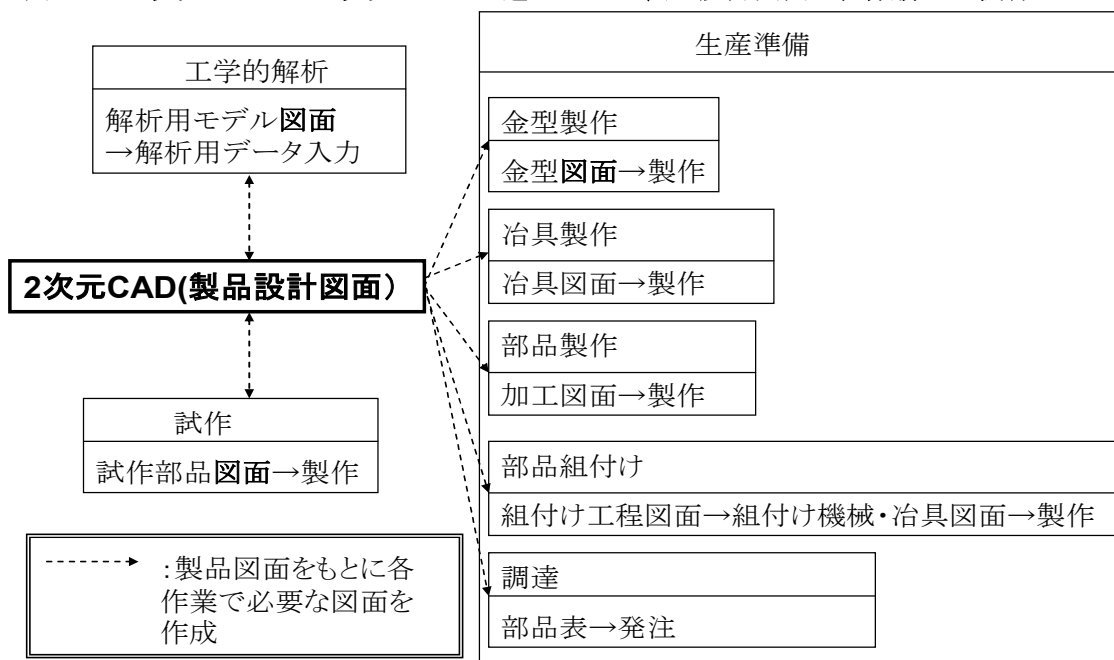 工学的解析
解析用モデル図面
→解析用データ入力
2次元CAD(製品設計図面）
試作
試作部品図面→製作
:製品図面をもとに各
作業で必要な図面を
作成
生産準備
金型製作
金型図面→製作
冶具製作
冶具図面→製作
部品製作
加工図面→製作
部品組付け
組付け工程図面→組付け機械・冶具図面→製作
調達
部品表→発注